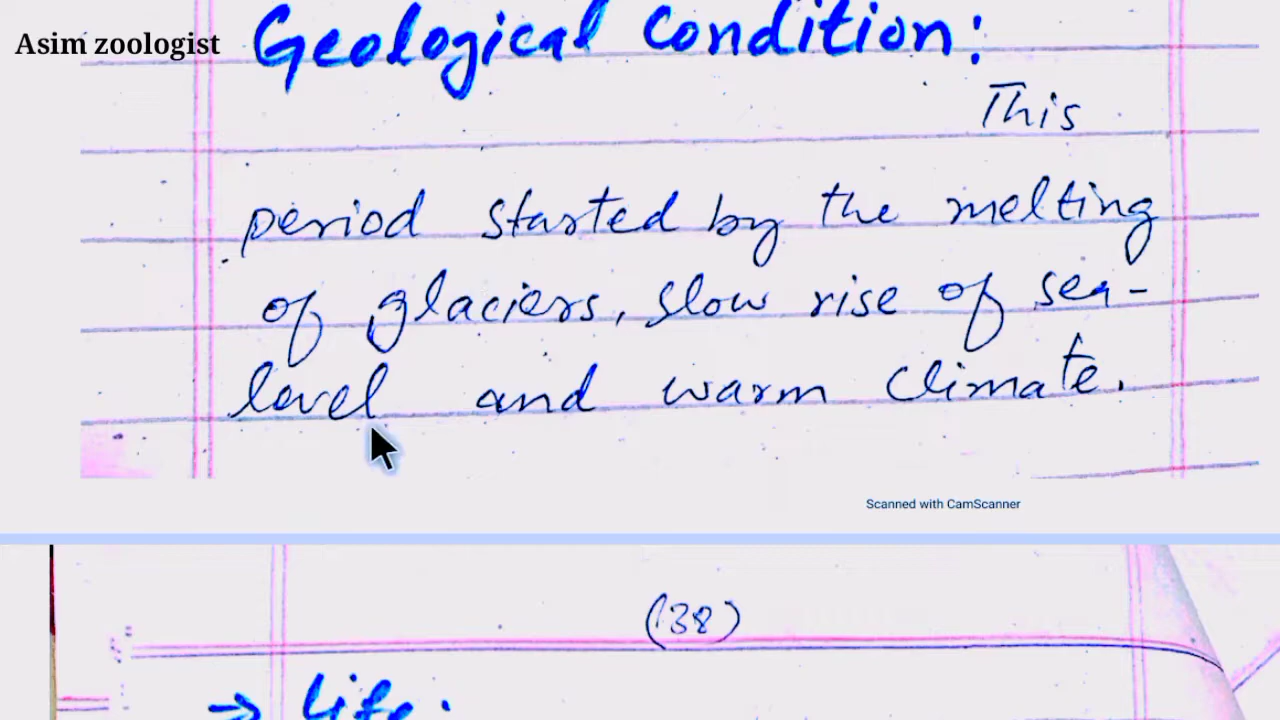 Asim zoologist
Geological Condition:
This
period started by the melting
of glaciers, slow rise of sea-
level and warm climate.
Scanned with CamScanner
(38)
→ Life: